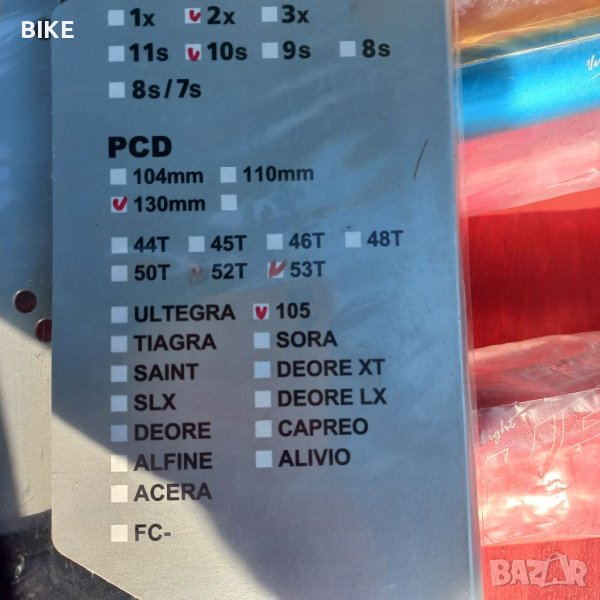 BIKE
1x 2x 3x
11s 10s 9s 8s
8s/7s
PCD
104mm 110mm
130mm
44T 45T 46T 48T
50T 52T 53T
ULTEGRA 105
TIAGRA SORA
SAINT DEORE XT
SLX DEORE LX
DEORE CAPREO
ALFINE ALIVIO
ACERA
FC-
BAZAR